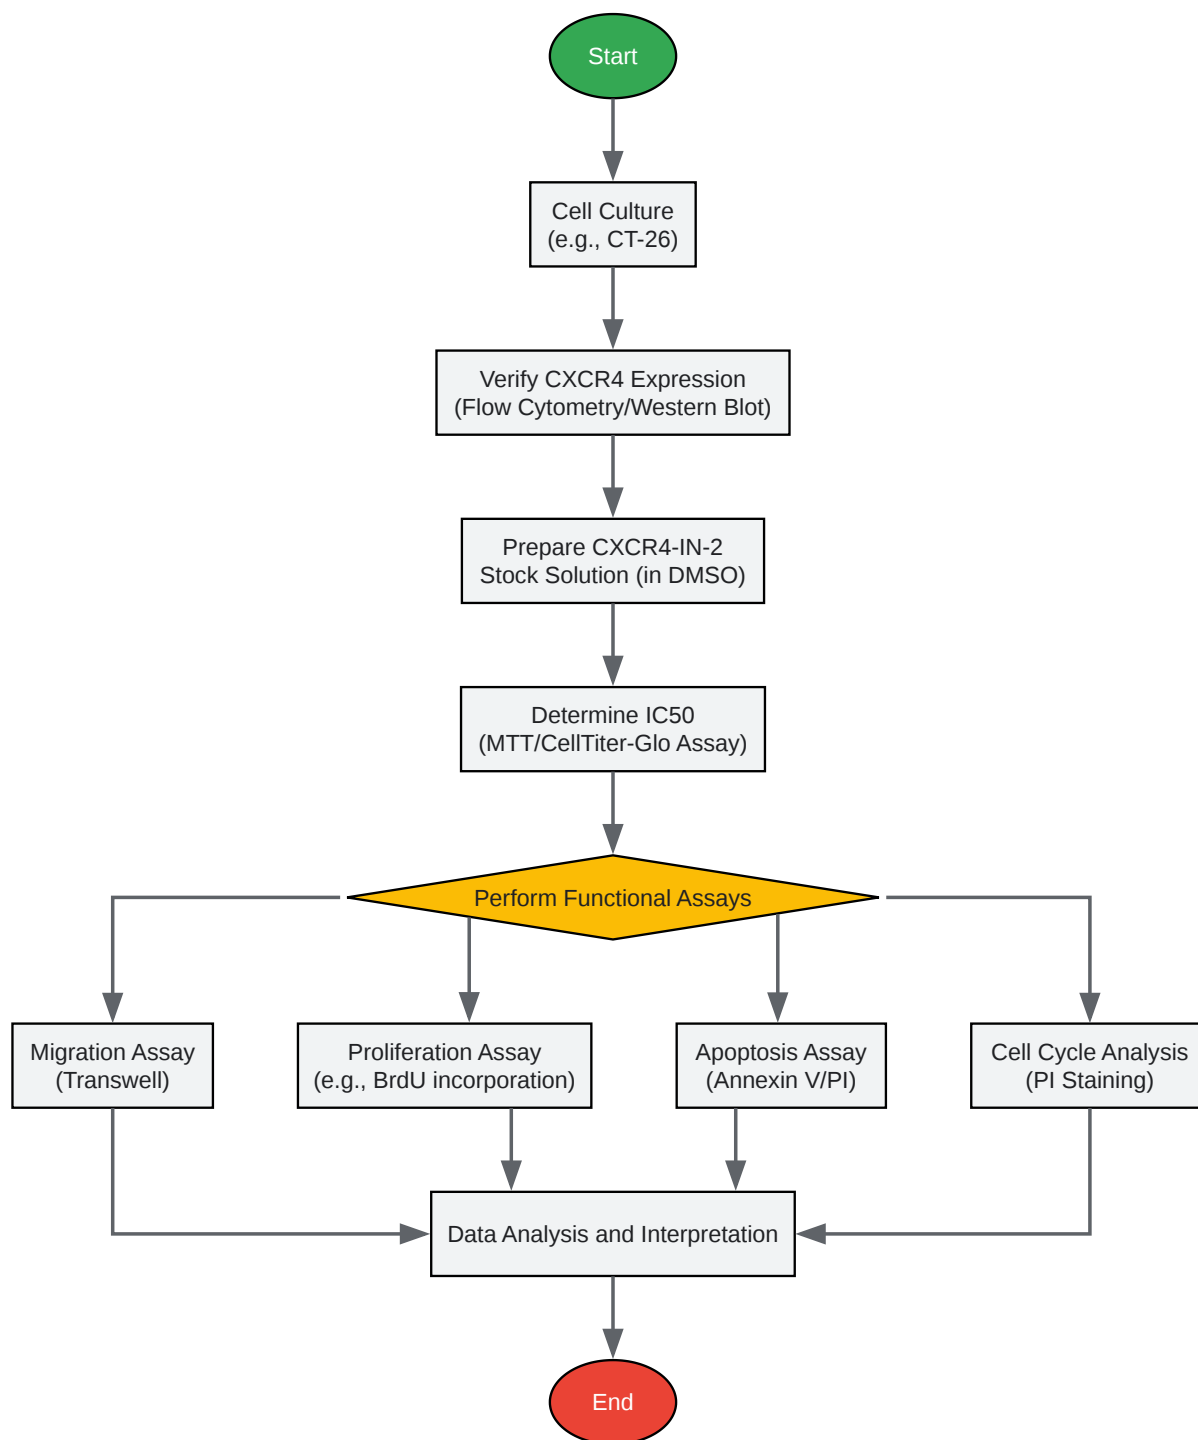 Start
Cell Culture
(e.g., CT-26)
Verify CXCR4 Expression
(Flow Cytometry/Western Blot)
Prepare CXCR4-IN-2
Stock Solution (in DMSO)
Determine IC50
(MTT/CellTiter-Glo Assay)
Perform Functional Assays
Migration Assay
(Transwell)
Proliferation Assay
(e.g., BrdU incorporation)
Apoptosis Assay
(Annexin V/PI)
Cell Cycle Analysis
(PI Staining)
Data Analysis and Interpretation
End